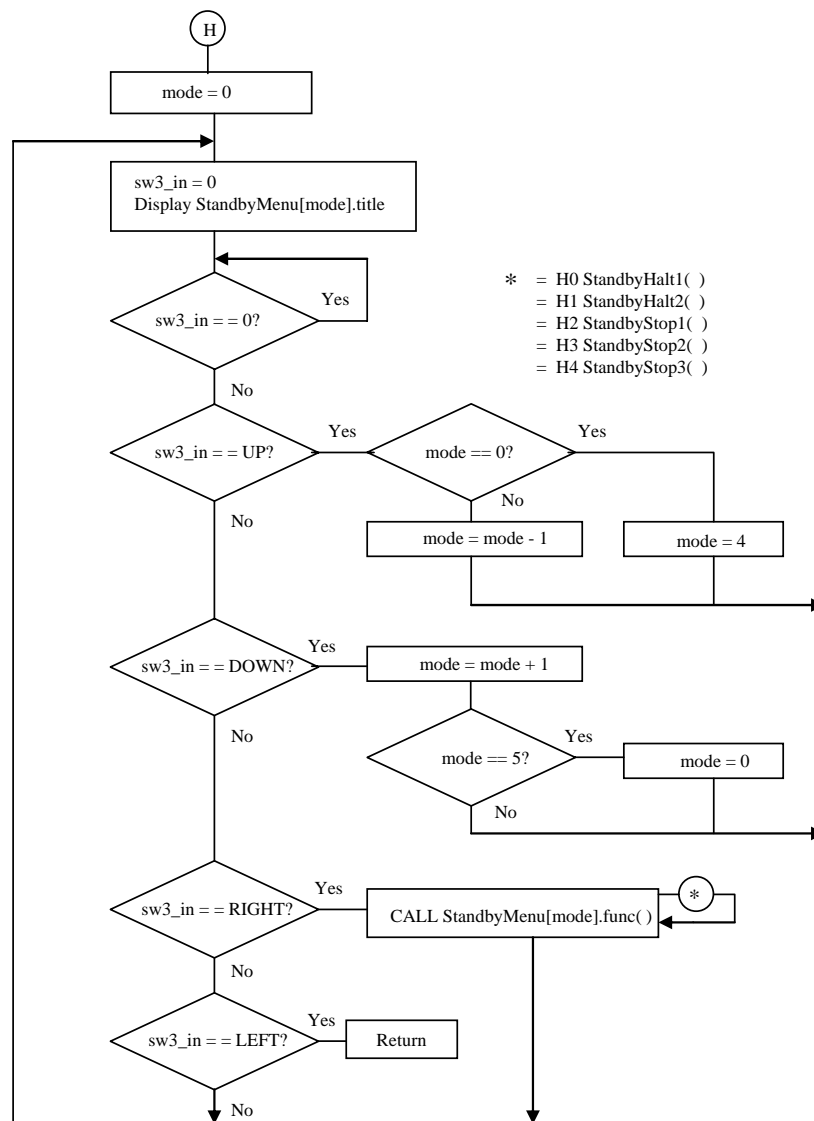 H
mode = 0
sw3_in = 0
Display StandbyMenu[mode].title
* = H0 StandbyHalt1( )
= H1 StandbyHalt2( )
= H2 StandbyStop1( )
= H3 StandbyStop2( )
= H4 StandbyStop3( )
sw3_in = = 0?
Yes
No
sw3_in = = UP?
Yes
mode == 0?
Yes
No
No
mode = mode - 1
mode = 4
sw3_in = = DOWN?
Yes
mode = mode + 1
No
mode == 5?
Yes
mode = 0
No
sw3_in = = RIGHT?
Yes
CALL StandbyMenu[mode].func( )
*
No
sw3_in = = LEFT?
Yes
Return
No